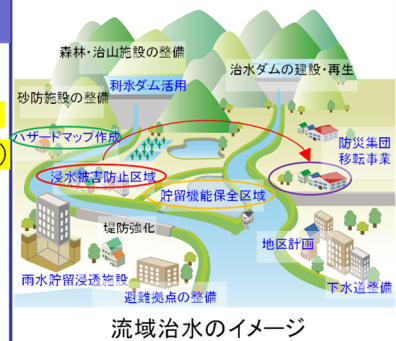 森林・治山施設の整備
利水ダム活用
治水ダムの建設・再生
砂防施設の整備
ハザードマップ作成
)
防災集団
移転事業
浸水被害防止区域
貯留機能保全区域
堤防強化
地区計画
雨水貯留浸透施設
避難拠点の整備
下水道整備
流域治水のイメージ